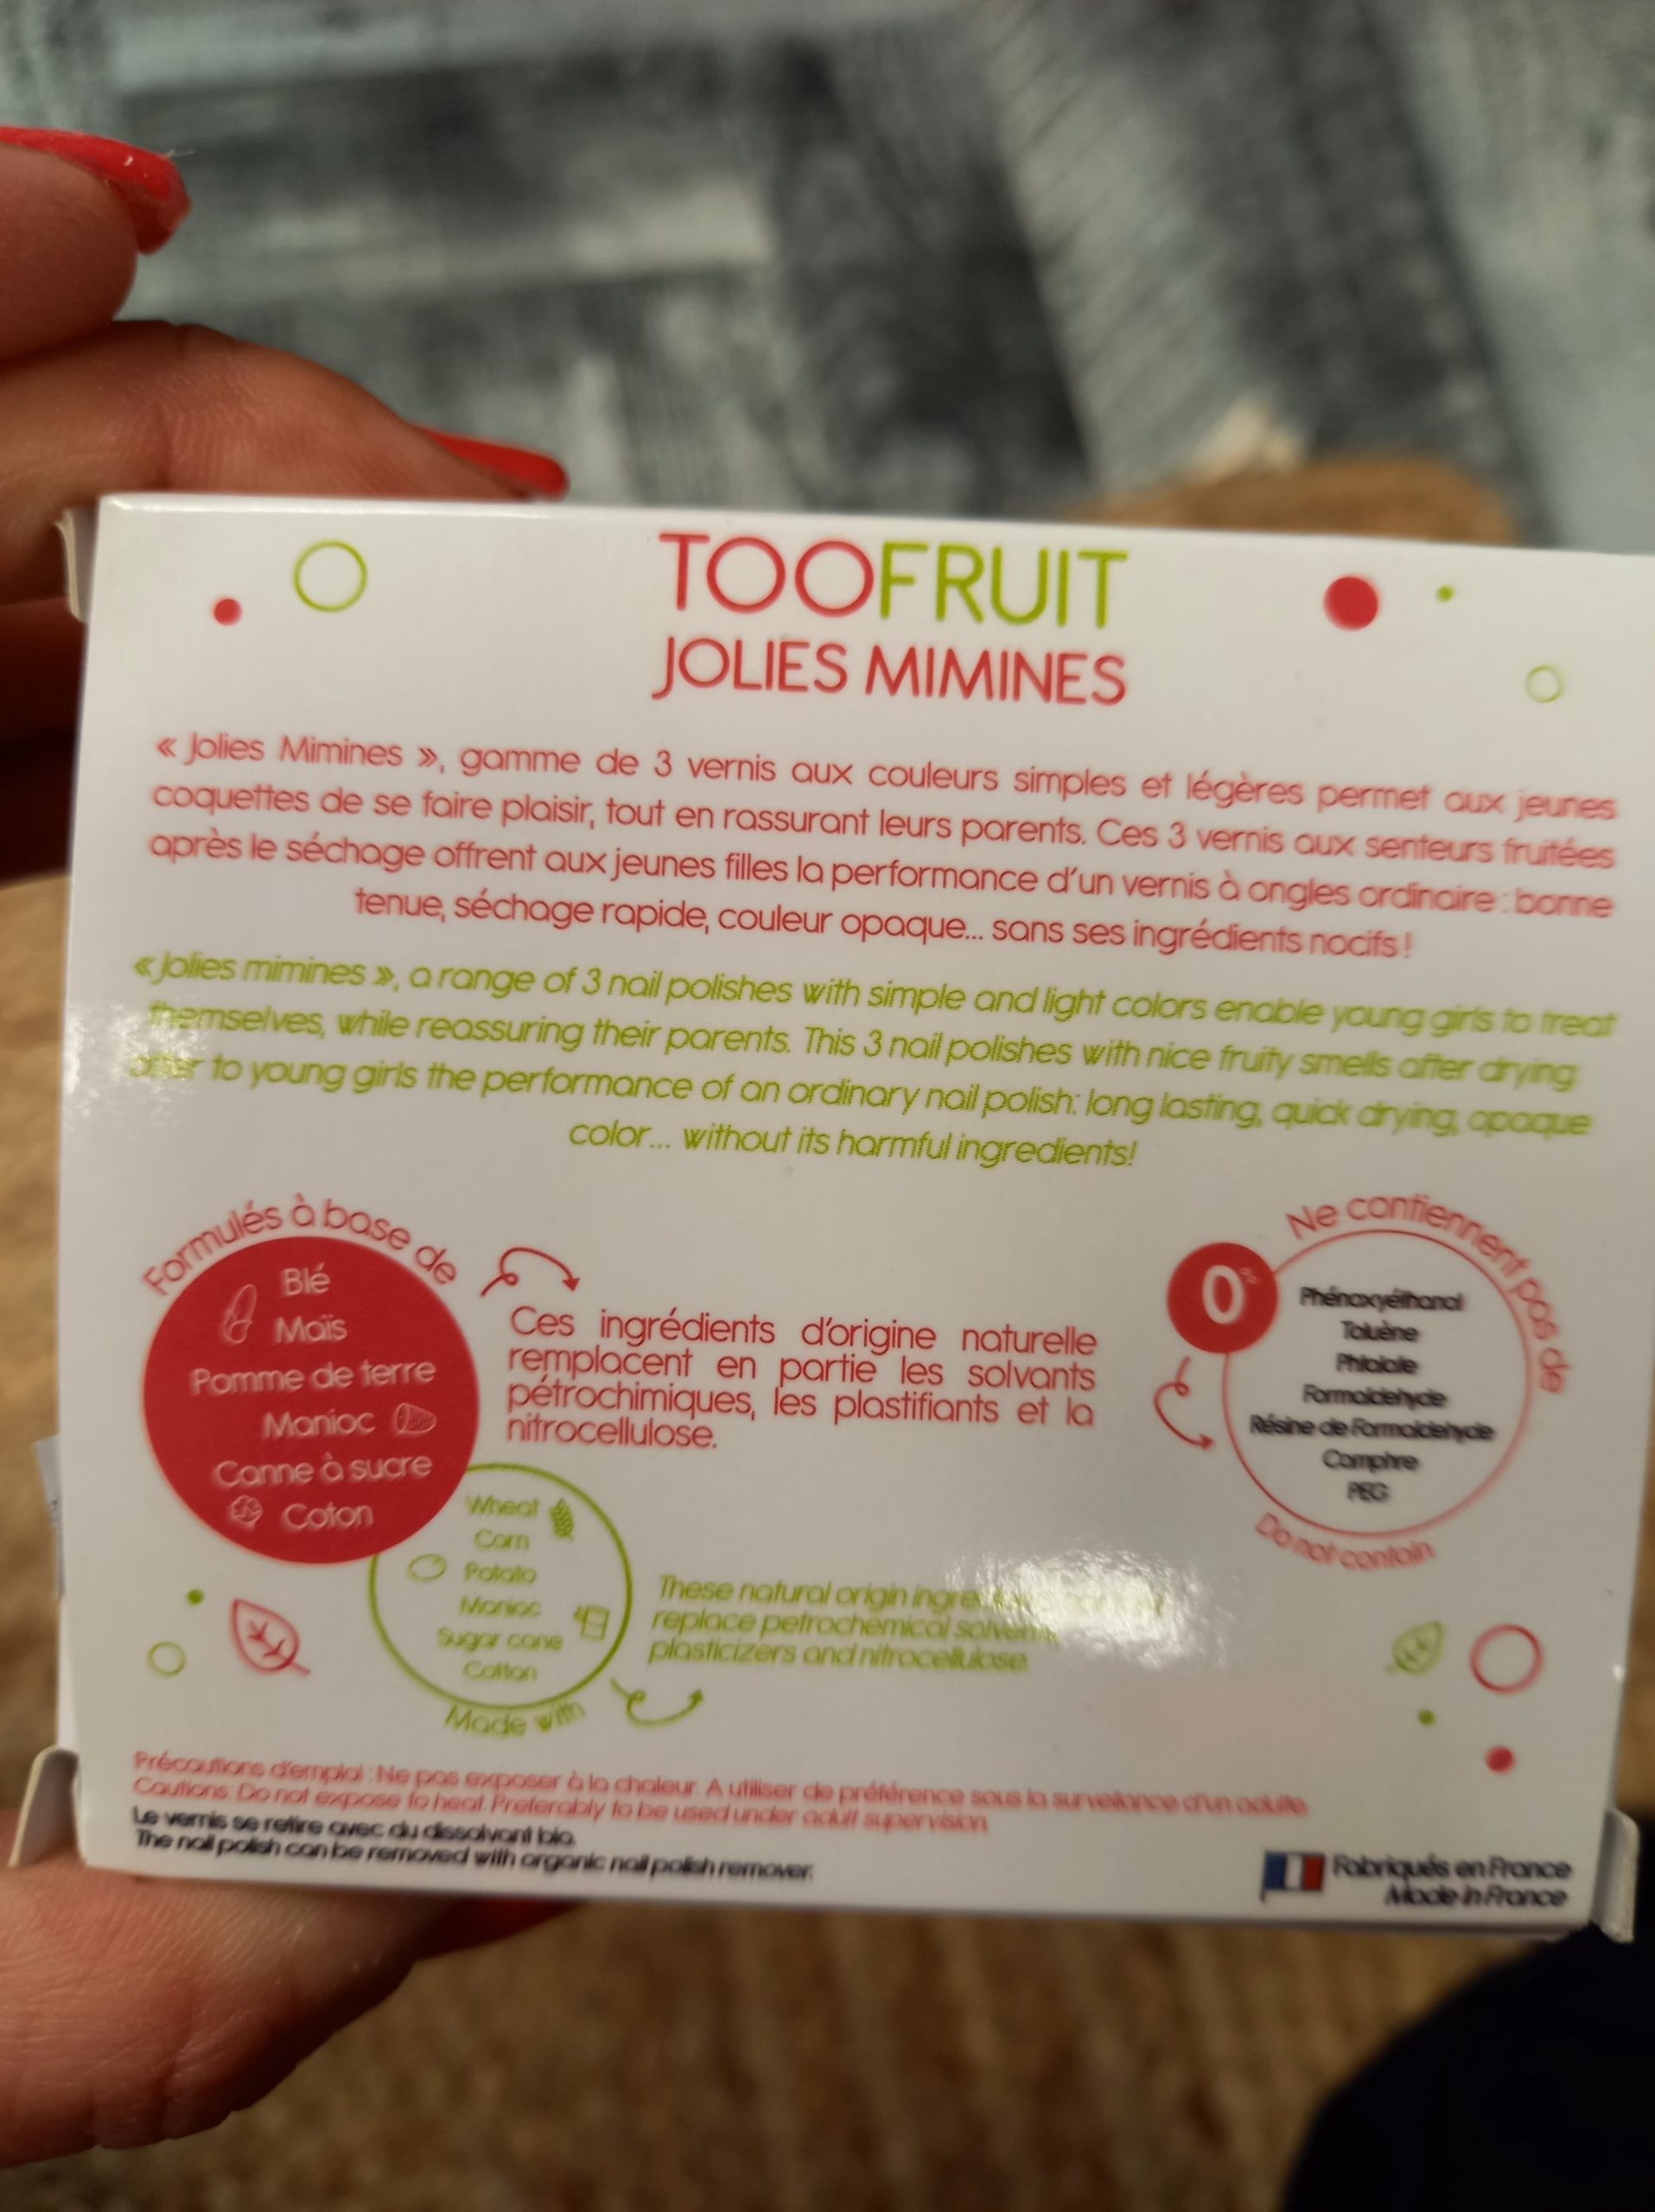 TOOFRUIT
JOLIES MIMINES
« Jolies Mimines », gamme de 3 vernis aux couleurs simples et légères permet aux jeunes
coquettes de se faire plaisir, tout en rassurant leurs parents. Ces 3 vernis aux senteurs fruitées
après le séchage offrent aux jeunes filles la performance d'un vernis à ongles ordinaire : bonne
tenue, séchage rapide, couleur opaque... sans ses ingrédients nocifs !
« Jolies mimines », a range of 3 nail polishes with simple and light colors enable young girls to treat
themselves, while reassuring their parents. This 3 nail polishes with nice fruity smells after drying
offer to young girls the performance of an ordinary nail polish: long lasting, quick drying, opaque
color... without its harmful ingredients!
Formulés à base de
Blé
Maïs
Pomme de terre
Manioc
Canne à sucre
Coton
Ces ingrédients d'origine naturelle
remplacent en partie les solvants
pétrochimiques, les plastifiants et la
nitrocellulose.
Ne contiennent pas de
0%
Phénoxyéthanol
Toluène
Phtalate
Formaldehyde
Résine de Formaldehyde
Camphre
PEG
Do not contain
Wheat
Corn
Potato
Manioc
Sugar cane
Cotton
Made with
These natural origin
replace petrochemical
plasticizers and nitrocellulose
Précautions d'emploi : Ne pas exposer à la chaleur. A utiliser de préférence sous la surveillance d'un adulte.
Cautions: Do not expose to heat. Preferably to be used under adult supervision.
Le vernis se retire avec du dissolvant bio.
The nail polish can be removed with organic nail polish remover.
Fabriqués en France
Made in France